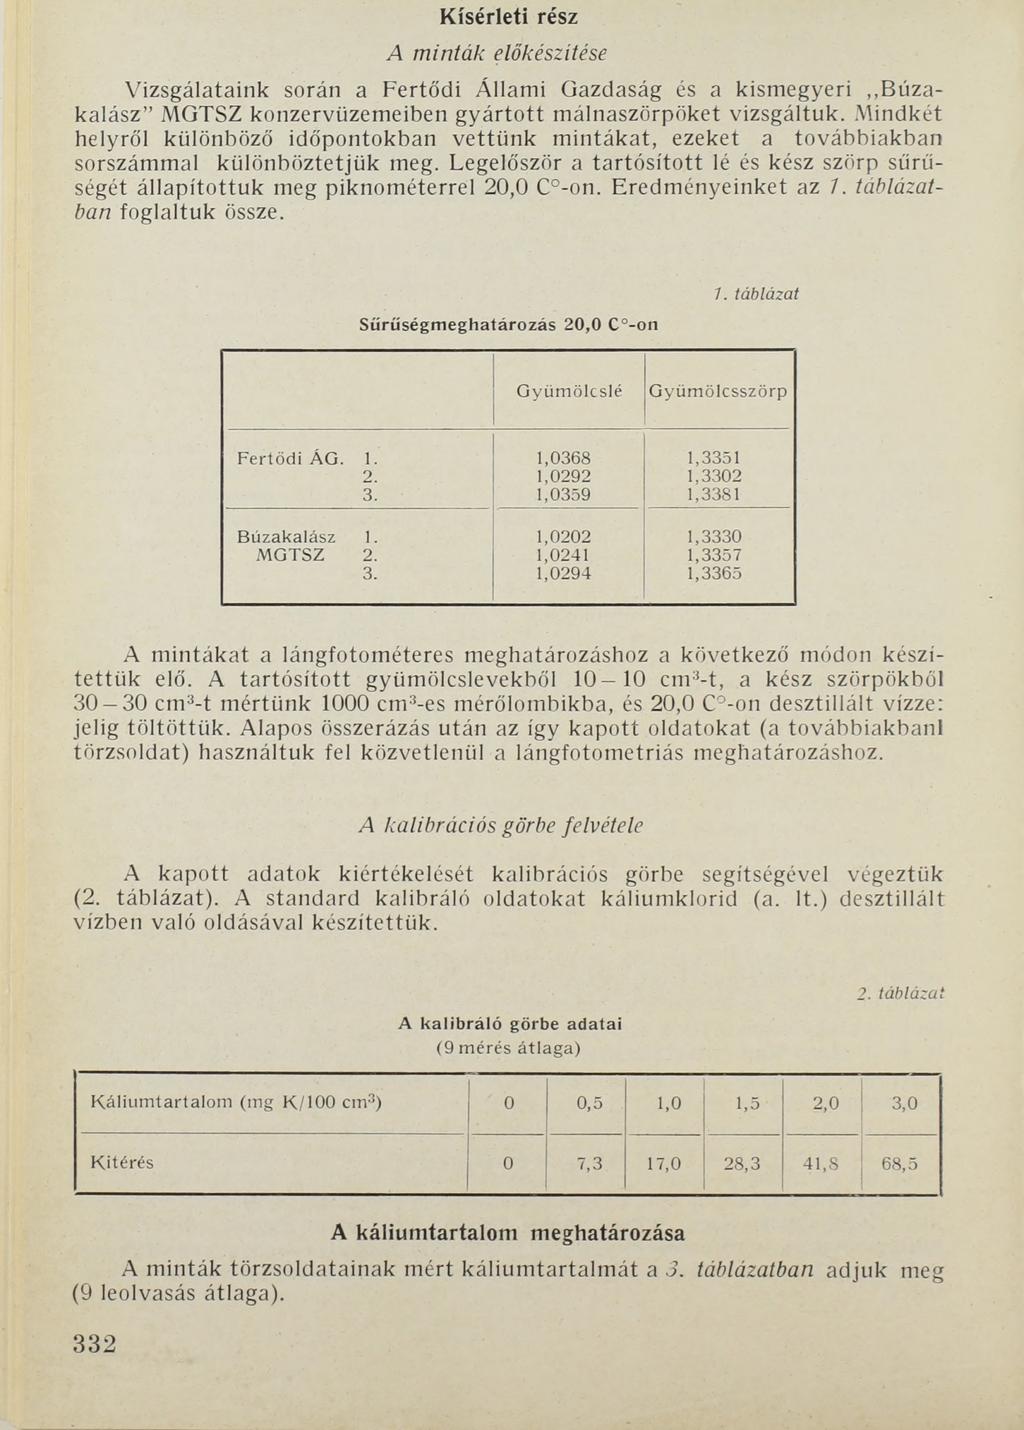 Kísérleti rész
A minták előkészítése
Vizsgálataink során a Fertődi Állami Gazdaság és a kismegyeri ,,Búza-
kalász” MGTSZ konzervüzemeiben gyártott málnaszörpöket vizsgáltuk. Mindkét
helyről különböző időpontokban vettünk mintákat, ezeket a továbbiakban
sorszámmal különböztetjük meg. Legelőször a tartósított lé és kész szörp sűrű-
ségét állapítottuk meg piknométerrel 20,0 C°-on. Eredményeinket az 1. táblázat-
ban foglaltuk össze.
1. táblázat
Sűrűségmeghatározás 20,0 C°-on
Gyümölcslé Gyümölcsszörp
Fertődi ÁG. 1. 1,0368 1,3351
2. 1,0292 1,3302
3. 1,0359 1,3381
Búzakalász 1. 1,0202 1,3330
MGTSZ 2. 1,0241 1,3357
3. 1,0294 1,3365
A mintákat a lángfotométeres meghatározáshoz a következő módon készí-
tettük elő. A tartósított gyümölcslevekből 10—10 cm³-t, a kész szörpökből
30—30 cm³-t mértünk 1000 cm³-es mérőlombikba, és 20,0 C°-on desztillált vízze:
jelig töltöttük. Alapos összerázás után az így kapott oldatokat (a továbbiakbanl
törzsoldat) használtuk fel közvetlenül a lángfotometriás meghatározáshoz.
A kalibrációs görbe felvétele
A kapott adatok kiértékelését kalibrációs görbe segítségével végeztük
(2. táblázat). A standard kalibráló oldatokat káliumklorid (a. lt.) desztillált
vízben való oldásával készítettük.
2. táblázat
A kalibráló görbe adatai
(9 mérés átlaga)
Káliumtartalom (mg K/100 cm³) 0 0,5 1,0 1,5 2,0 3,0
Kitérés 0 7,3 17,0 28,3 41,8 68,5
A káliumtartalom meghatározása
A minták törzsoldatainak mért káliumtartalmát a 3. táblázatban adjuk meg
(9 leolvasás átlaga).
332